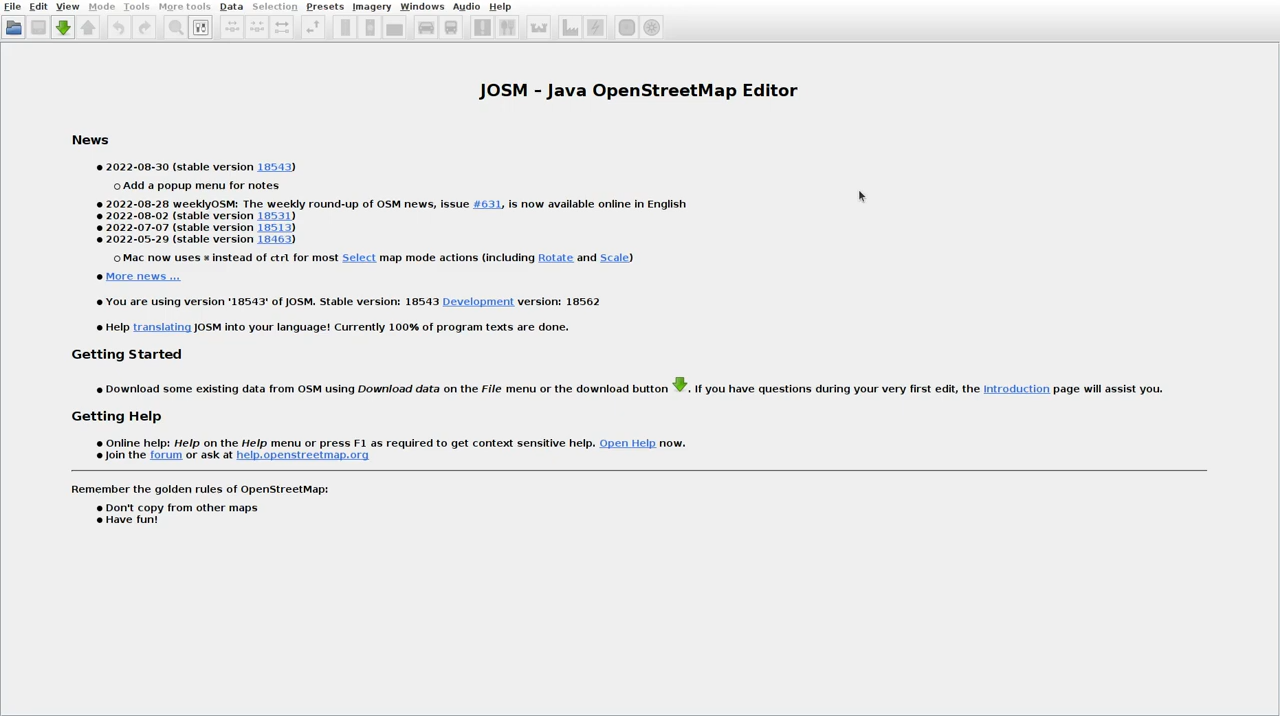 File Edit View Mode Tools More tools Data Selection Presets Imagery Windows Audio Help
JOSM – Java OpenStreetMap Editor
News
● 2022-08-30 (stable version 18543)
○ Add a popup menu for notes
● 2022-08-28 weeklyOSM: The weekly round-up of OSM news, issue #631, is now available online in English
● 2022-08-02 (stable version 18531)
● 2022-07-07 (stable version 18513)
● 2022-05-29 (stable version 18463)
○ Mac now uses ⌘ instead of ctrl for most Select map mode actions (including Rotate and Scale)
● More news ...
● You are using version '18543' of JOSM. Stable version: 18543 Development version: 18562
● Help translating JOSM into your language! Currently 100% of program texts are done.
Getting Started
● Download some existing data from OSM using Download data on the File menu or the download button . If you have questions during your very first edit, the Introduction page will assist you.
Getting Help
● Online help: Help on the Help menu or press F1 as required to get context sensitive help. Open Help now.
● Join the forum or ask at help.openstreetmap.org
Remember the golden rules of OpenStreetMap:
● Don't copy from other maps
● Have fun!